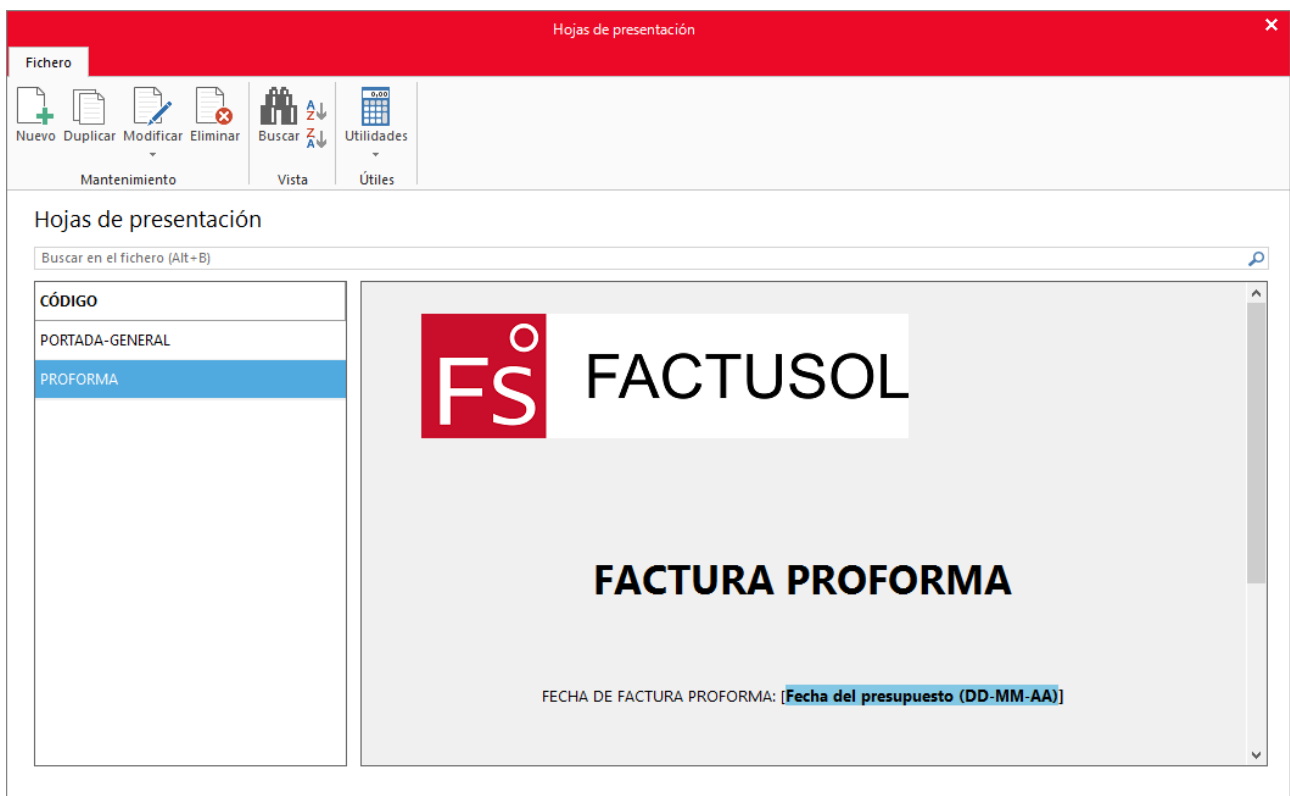 Hojas de presentación
Fichero
Nuevo Duplicar Modificar Eliminar Buscar Utilidades
Mantenimiento Vista Útiles
Hojas de presentación
Buscar en el fichero (Alt+B)
CÓDIGO
PORTADA-GENERAL
PROFORMA
FS FACTUSOL
FACTURA PROFORMA
FECHA DE FACTURA PROFORMA: [Fecha del presupuesto (DD-MM-AA)]